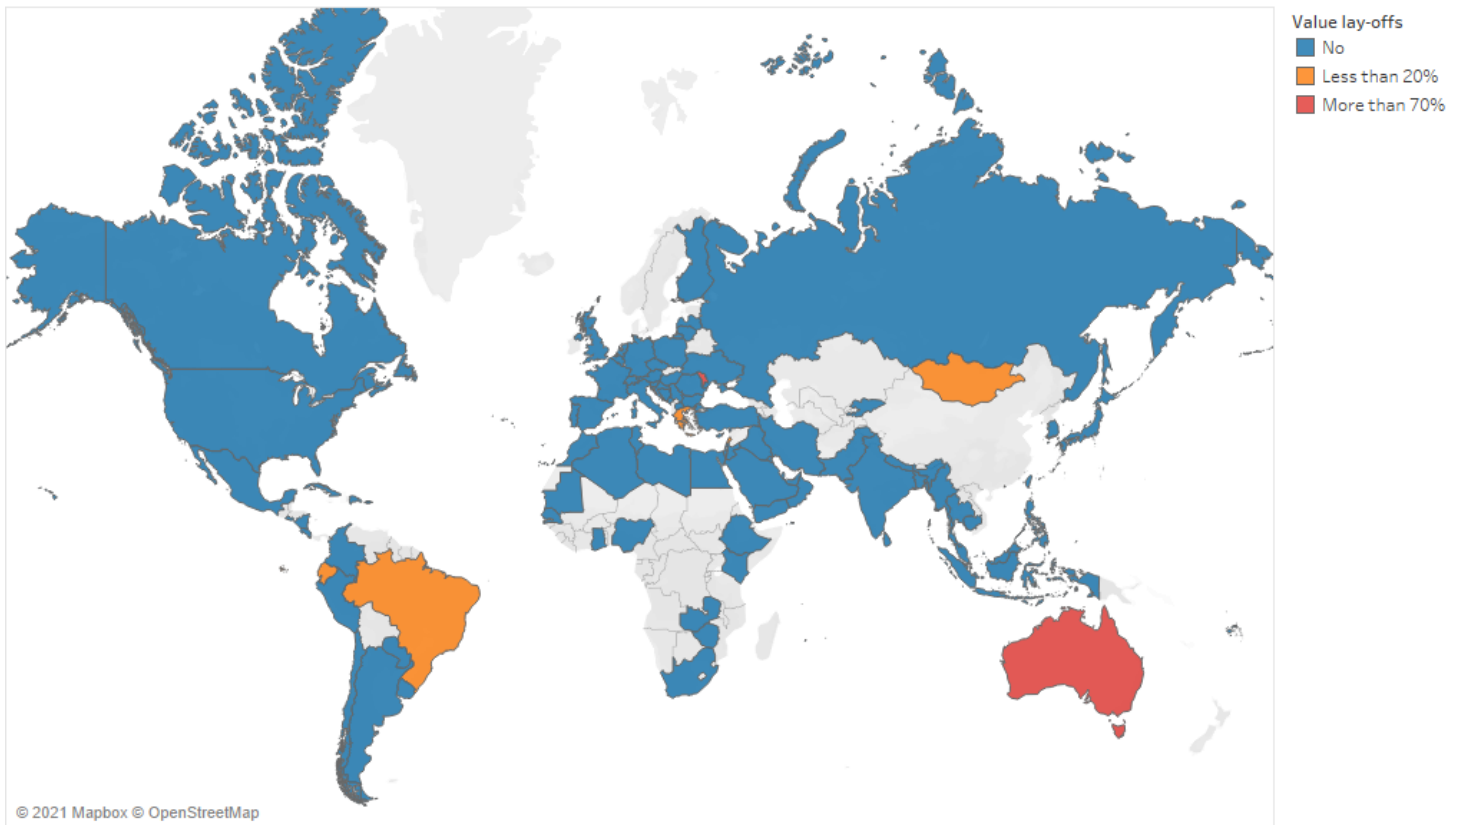 Value lay-offs
No
Less than 20%
More than 70%
© 2021 Mapbox © OpenStreetMap